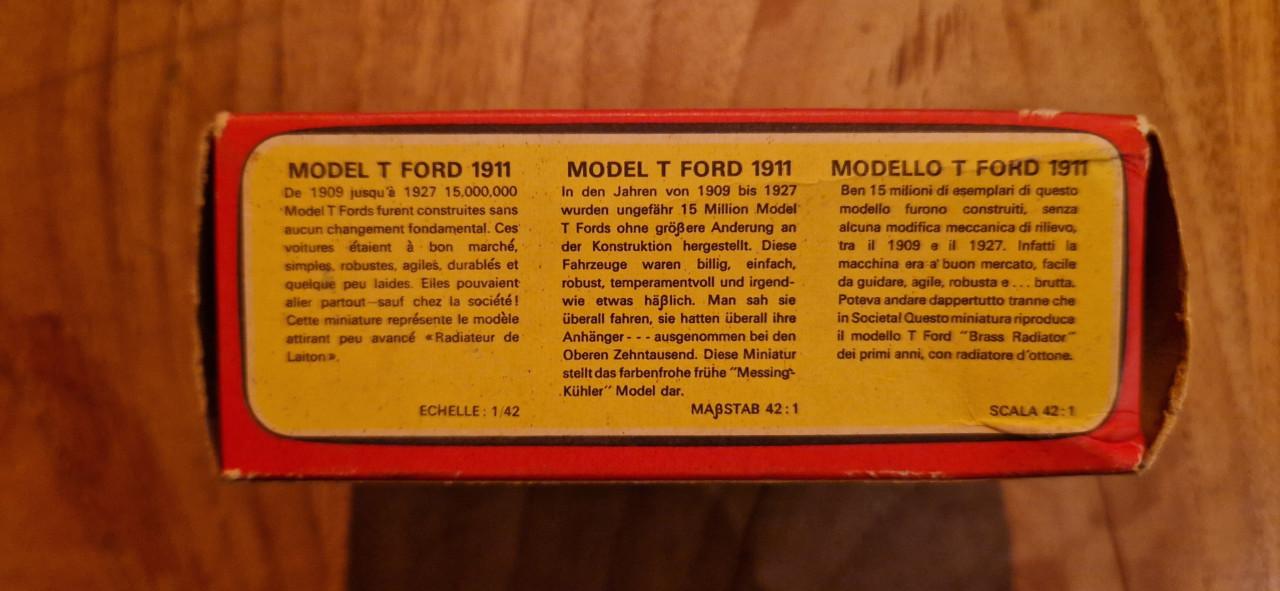 MODEL T FORD 1911
De 1909 jusqu'à 1927 15,000,000
Model T Fords furent construites sans
aucun changement fondamental. Ces
voitures étaient à bon marché,
simples, robustes, agiles, durablés et
quelque peu laides. Elles pouvaient
aller partout—sauf chez la société!
Cette miniature représente le modèle
attirant peu avancé «Radiateur de
Laiton».
ECHELLE: 1/42
MODEL T FORD 1911
In den Jahren von 1909 bis 1927
wurden ungefähr 15 Million Model
T Fords ohne größere Anderung an
der Konstruktion hergestellt. Diese
Fahrzeuge waren billig, einfach,
robust, temperamentvoll und irgend-
wie etwas häßlich. Man sah sie
überall fahren, sie hatten überall ihre
Anhänger - - - ausgenommen bei den
Oberen Zehntausend. Diese Miniatur
stellt das farbenfrohe frühe "Messing-
Kühler" Model dar.
MAßSTAB 42:1
MODELLO T FORD 1911
Ben 15 milioni di esemplari di questo
modello furono construiti, senza
alcuna modifica meccanica di rilievo,
tra il 1909 e il 1927. Infatti la
macchina era a' buon mercato, facile
da guidare, agile, robusta e ... brutta.
Poteva andare dappertutto tranne che
in Societa! Questo miniatura riproduce
il modello T Ford "Brass Radiator"
dei primi anni, con radiatore d'ottone.
SCALA 42:1